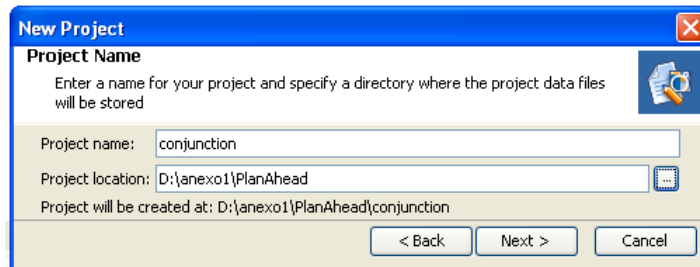 New Project
Project Name
Enter a name for your project and specify a directory where the project data files
will be stored
Project name: conjunction
Project location: D:\anexo1\PlanAhead ...
Project will be created at: D:\anexo1\PlanAhead\conjunction
< Back Next > Cancel